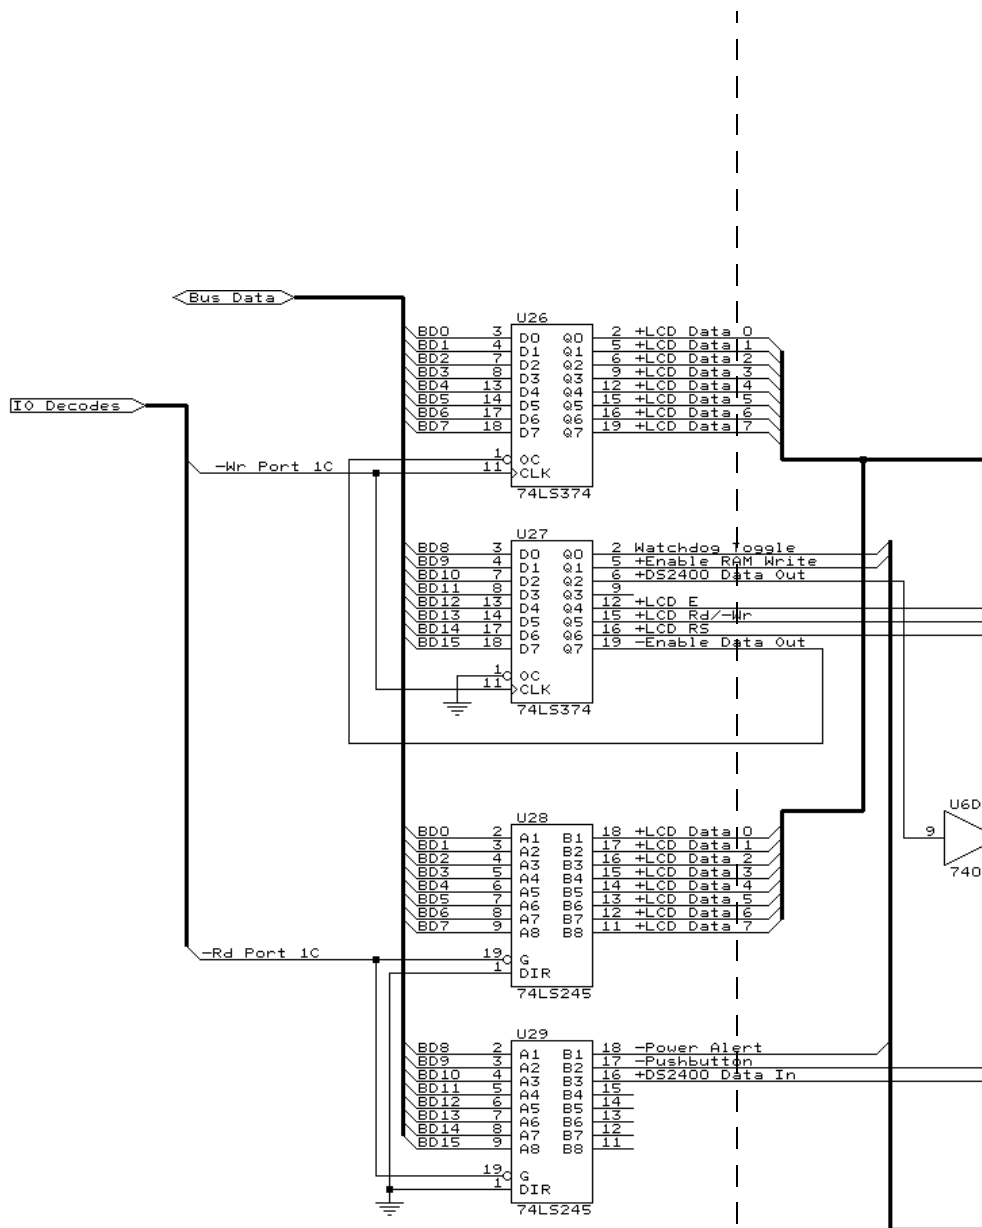 Bus Data
IO Decodes
-Wr Port 1C
-Rd Port 1C
U26
BD0 3 D0 Q0 2 +LCD Data 0
BD1 4 D1 Q1 5 +LCD Data 1
BD2 7 D2 Q2 6 +LCD Data 2
BD3 8 D3 Q3 9 +LCD Data 3
BD4 13 D4 Q4 12 +LCD Data 4
BD5 14 D5 Q5 15 +LCD Data 5
BD6 17 D6 Q6 16 +LCD Data 6
BD7 18 D7 Q7 19 +LCD Data 7
1 OC
11 CLK
74LS374
U27
BD8 3 D0 Q0 2 Watchdog Toggle
BD9 4 D1 Q1 5 +Enable RAM Write
BD10 7 D2 Q2 6 +DS2400 Data Out
BD11 8 D3 Q3 9
BD12 13 D4 Q4 12 +LCD E
BD13 14 D5 Q5 15 +LCD Rd/-Wr
BD14 17 D6 Q6 16 +LCD RS
BD15 18 D7 Q7 19 -Enable Data Out
1 OC
11 CLK
74LS374
U28
BD0 2 A1 B1 18 +LCD Data 0
BD1 3 A2 B2 17 +LCD Data 1
BD2 4 A3 B3 16 +LCD Data 2
BD3 5 A4 B4 15 +LCD Data 3
BD4 6 A5 B5 14 +LCD Data 4
BD5 7 A6 B6 13 +LCD Data 5
BD6 8 A7 B7 12 +LCD Data 6
BD7 9 A8 B8 11 +LCD Data 7
19 G
1 DIR
74LS245
U6D
9
740
U29
BD8 2 A1 B1 18 -Power Alert
BD9 3 A2 B2 17 -Pushbutton
BD10 4 A3 B3 16 +DS2400 Data In
BD11 5 A4 B4 15
BD12 6 A5 B5 14
BD13 7 A6 B6 13
BD14 8 A7 B7 12
BD15 9 A8 B8 11
19 G
1 DIR
74LS245